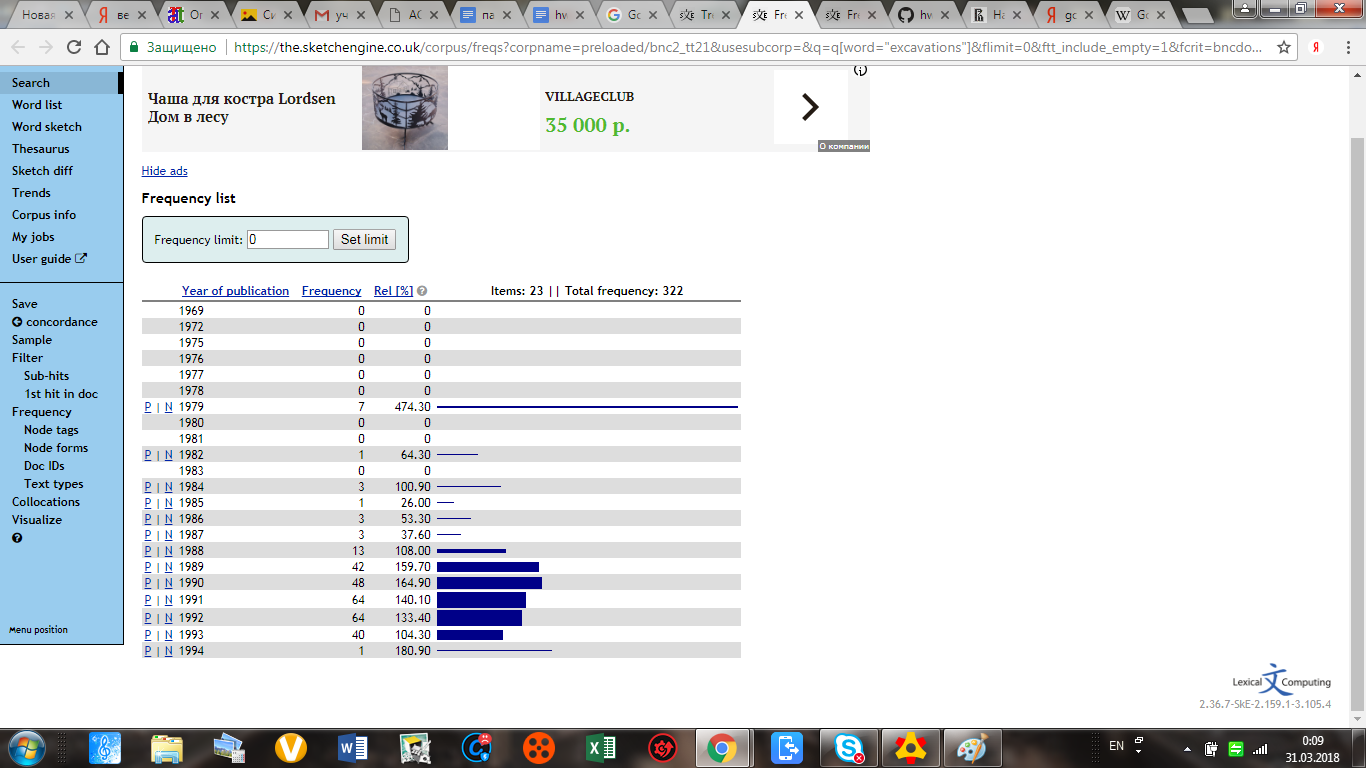 Новая
ве
Оп
Си
уч
АС
па
hw
Go
Tre
Fre
Fre
hw
На
gc
Go
Защищено https://the.sketchengine.co.uk/corpus/freqs?corpname=preloaded/bnc2_tt21&usesubcorp=&q=q[word="excavations"]&flimit=0&ftt_include_empty=1&fcrit=bncdo...
Search
Word list
Word sketch
Thesaurus
Sketch diff
Trends
Corpus info
My jobs
User guide
Save
concordance
Sample
Filter
Sub-hits
1st hit in doc
Frequency
Node tags
Node forms
Doc IDs
Text types
Collocations
Visualize
Menu position
Чаша для костра Lordsen
Дом в лесу
VILLAGECLUB
35 000 р.
О компании
Hide ads
Frequency list
Frequency limit: 0 Set limit
Year of publication Frequency Rel [%] Items: 23 || Total frequency: 322
1969 0 0
1972 0 0
1975 0 0
1976 0 0
1977 0 0
1978 0 0
P | N 1979 7 474.30
1980 0 0
1981 0 0
P | N 1982 1 64.30
1983 0 0
P | N 1984 3 100.90
P | N 1985 1 26.00
P | N 1986 3 53.30
P | N 1987 3 37.60
P | N 1988 13 108.00
P | N 1989 42 159.70
P | N 1990 48 164.90
P | N 1991 64 140.10
P | N 1992 64 133.40
P | N 1993 40 104.30
P | N 1994 1 180.90
Lexical Computing
2.36.7-SkE-2.159.1-3.105.4
EN
0:09
31.03.2018